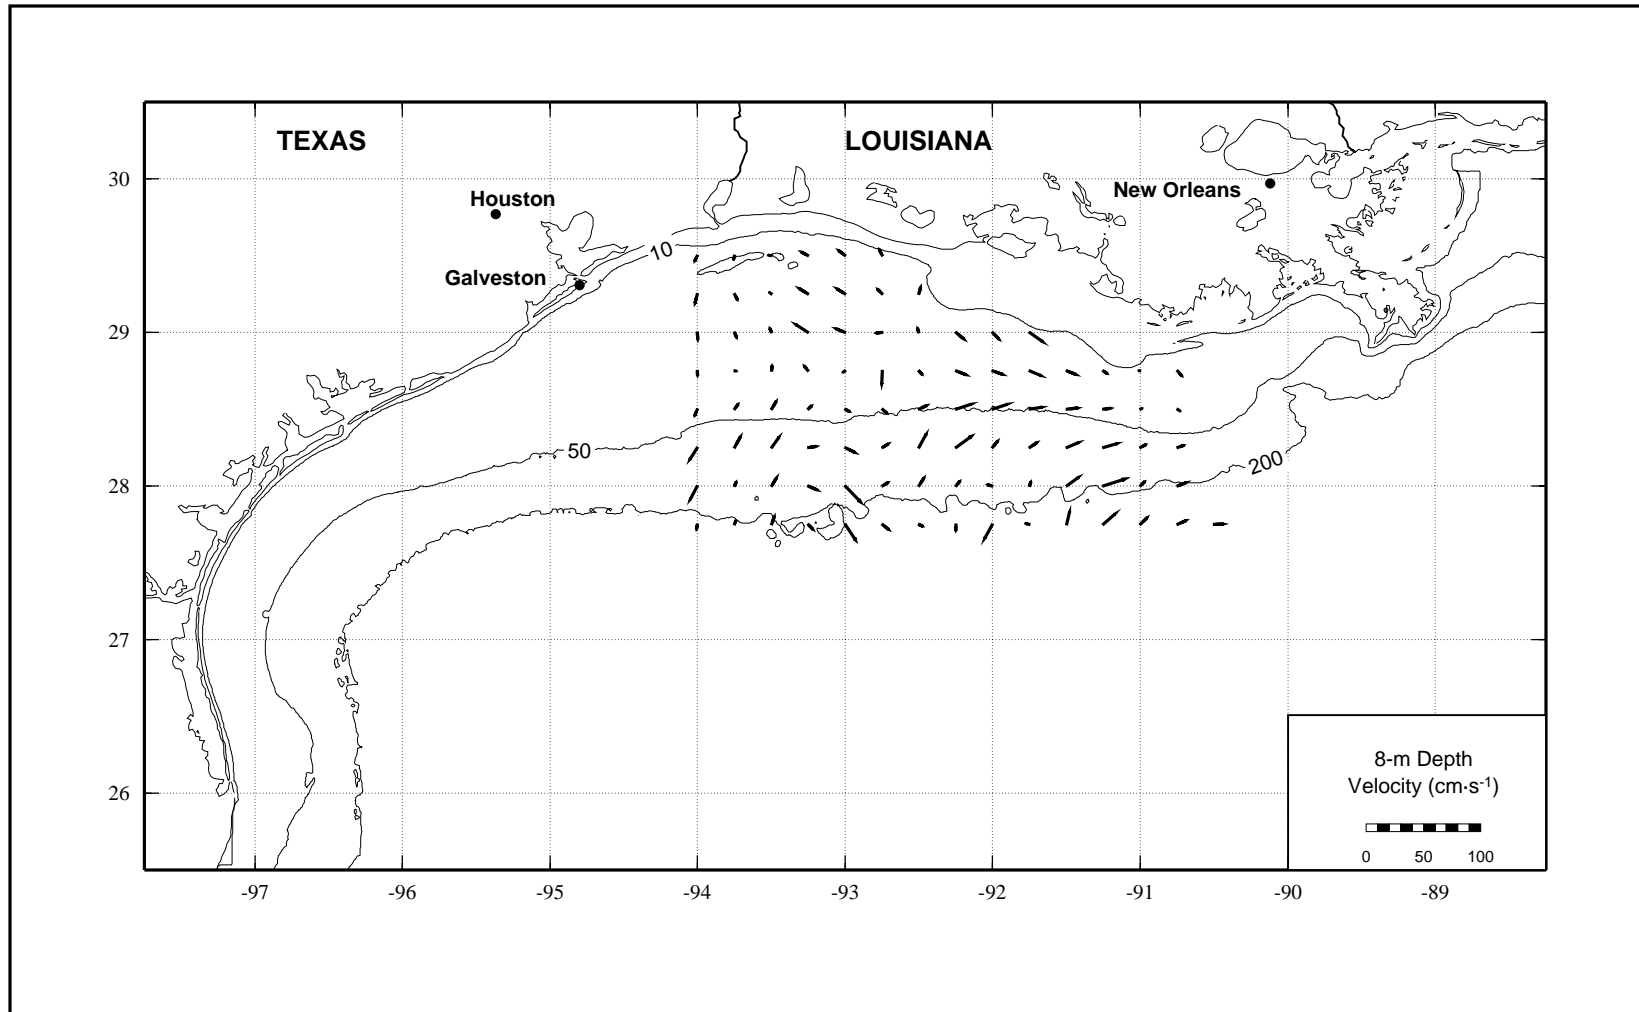 TEXAS
LOUISIANA
30
New Orleans
Houston
10
Galveston
29
50
200
28
27
26
8-m Depth
Velocity (cm·s-1)
0 50 100
-97 -96 -95 -94 -93 -92 -91 -90 -89